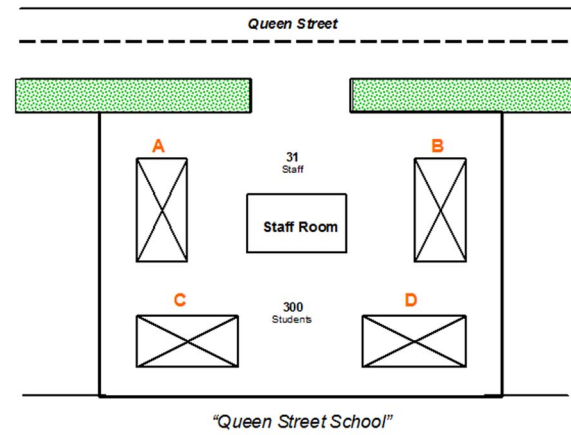 Queen Street
A
B
31
Staff
Staff Room
C
300
D
Students
"Queen Street School"